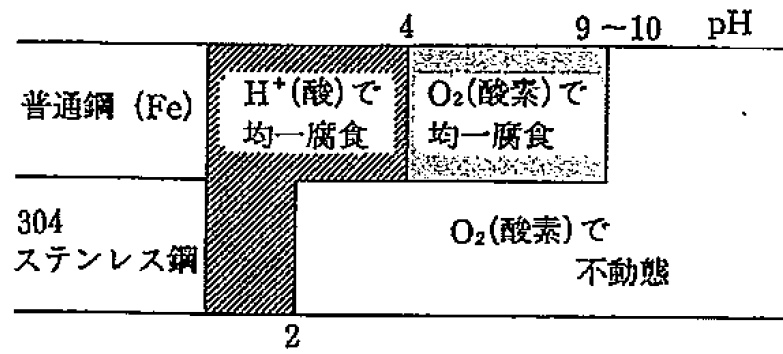 4
9～10
pH
普通鋼 (Fe)
H⁺(酸)で
均一腐食
O₂(酸素)で
均一腐食
304
ステンレス鋼
O₂(酸素)で
不動態
2